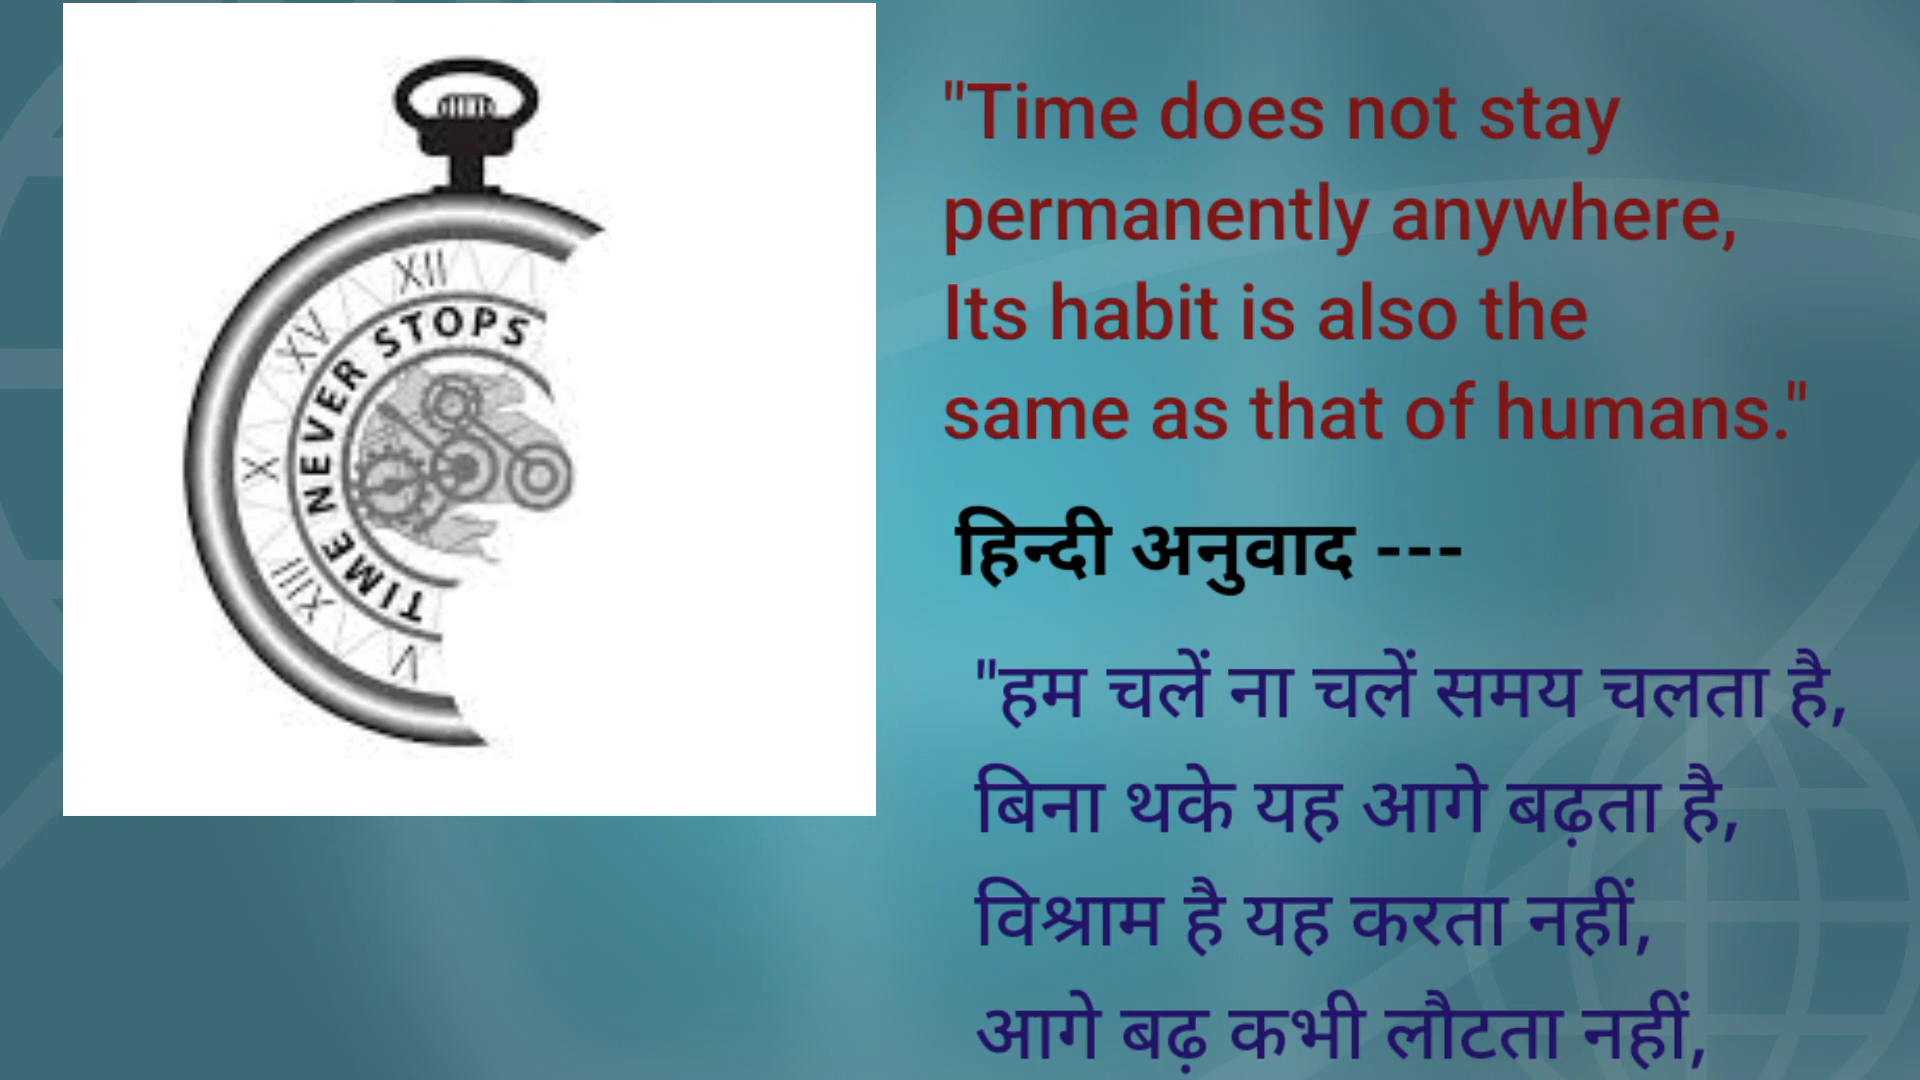 XII
XV
X
XIII
V
TIME NEVER STOPS
"Time does not stay
permanently anywhere,
Its habit is also the
same as that of humans."
हिन्दी अनुवाद ---
"हम चलें ना चलें समय चलता है,
बिना थके यह आगे बढ़ता है,
विश्राम है यह करता नहीं,
आगे बढ़ कभी लौटता नहीं,